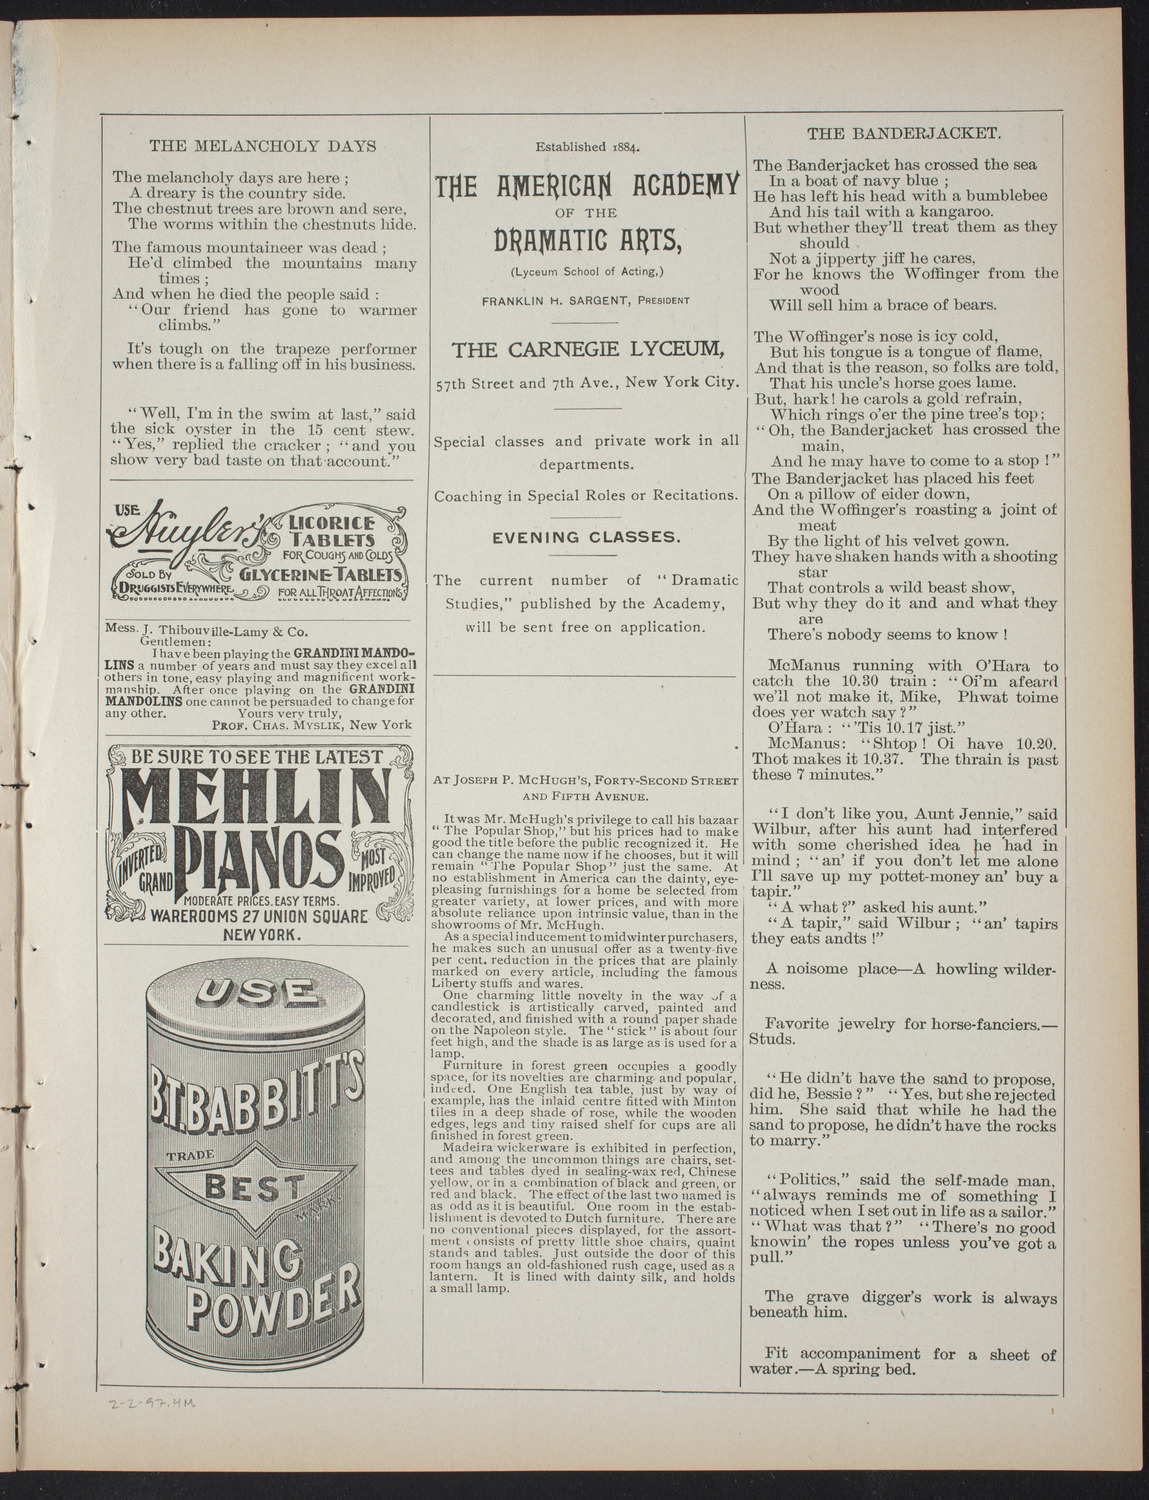 THE MELANCHOLY DAYS
The melancholy days are here ;
A dreary is the country side.
The chestnut trees are brown and sere,
The worms within the chestnuts hide.
The famous mountaineer was dead ;
He'd climbed the mountains many
times ;
And when he died the people said :
“Our friend has gone to warmer
climbs.”
It's tough on the trapeze performer
when there is a falling off in his business.
“Well, I'm in the swim at last,” said
the sick oyster in the 15 cent stew.
“Yes,” replied the cracker ; “and you
show very bad taste on that account.”
USE
Huyler's
LICORICE
TABLETS
FOR COUGHS AND COLDS
SOLD BY
DRUGGISTS EVERYWHERE
GLYCERINE TABLETS
FOR ALL THROAT AFFECTIONS
Mess. J. Thibouville-Lamy & Co.
Gentlemen:
I have been playing the GRANDINI MANDO-
LINS a number of years and must say they excel all
others in tone, easy playing and magnificent work-
manship. After once playing on the GRANDINI
MANDOLINS one cannot be persuaded to change for
any other. Yours very truly,
PROF. CHAS. MYSLIK, New York
BE SURE TO SEE THE LATEST
MEHLIN
PIANOS
INVERTED
GRAND
MOST
IMPROVED
MODERATE PRICES. EASY TERMS.
WAREROOMS 27 UNION SQUARE
NEW YORK.
USE
B.T. BABBITT'S
TRADE
BEST
MARK.
BAKING
POWDER
2-2-97.4M
Established 1884.
THE AMERICAN ACADEMY
OF THE
DRAMATIC ARTS,
(Lyceum School of Acting,)
FRANKLIN H. SARGENT, PRESIDENT
THE CARNEGIE LYCEUM,
57th Street and 7th Ave., New York City.
Special classes and private work in all
departments.
Coaching in Special Roles or Recitations.
EVENING CLASSES.
The current number of “Dramatic
Studies,” published by the Academy,
will be sent free on application.
AT JOSEPH P. MCHUGH'S, FORTY-SECOND STREET
AND FIFTH AVENUE.
It was Mr. McHugh's privilege to call his bazaar
“The Popular Shop,” but his prices had to make
good the title before the public recognized it. He
can change the name now if he chooses, but it will
remain “The Popular Shop” just the same. At
no establishment in America can the dainty, eye-
pleasing furnishings for a home be selected from
greater variety, at lower prices, and with more
absolute reliance upon intrinsic value, than in the
showrooms of Mr. McHugh.
As a special inducement to midwinter purchasers,
he makes such an unusual offer as a twenty-five
per cent. reduction in the prices that are plainly
marked on every article, including the famous
Liberty stuffs and wares.
One charming little novelty in the way of a
candlestick is artistically carved, painted and
decorated, and finished with a round paper shade
on the Napoleon style. The “stick” is about four
feet high, and the shade is as large as is used for a
lamp.
Furniture in forest green occupies a goodly
space, for its novelties are charming and popular,
indeed. One English tea table, just by way of
example, has the inlaid centre fitted with Minton
tiles in a deep shade of rose, while the wooden
edges, legs and tiny raised shelf for cups are all
finished in forest green.
Madeira wickerware is exhibited in perfection,
and among the uncommon things are chairs, set-
tees and tables dyed in sealing-wax red, Chinese
yellow, or in a combination of black and green, or
red and black. The effect of the last two named is
as odd as it is beautiful. One room in the estab-
lishment is devoted to Dutch furniture. There are
no conventional pieces displayed, for the assort-
ment consists of pretty little shoe chairs, quaint
stands and tables. Just outside the door of this
room hangs an old-fashioned rush cage, used as a
lantern. It is lined with dainty silk, and holds
a small lamp.
THE BANDERJACKET.
The Banderjacket has crossed the sea
In a boat of navy blue ;
He has left his head with a bumblebee
And his tail with a kangaroo.
But whether they'll treat them as they
should
Not a jipperty jiff he cares,
For he knows the Woffinger from the
wood
Will sell him a brace of bears.
The Woffinger's nose is icy cold,
But his tongue is a tongue of flame,
And that is the reason, so folks are told,
That his uncle's horse goes lame.
But, hark! he carols a gold refrain,
Which rings o'er the pine tree's top;
“Oh, the Banderjacket has crossed the
main,
And he may have to come to a stop !”
The Banderjacket has placed his feet
On a pillow of eider down,
And the Woffinger's roasting a joint of
meat
By the light of his velvet gown.
They have shaken hands with a shooting
star
That controls a wild beast show,
But why they do it and and what they
are
There's nobody seems to know !
McManus running with O'Hara to
catch the 10.30 train : “Oi'm afeard
we'll not make it, Mike, Phwat toime
does yer watch say?”
O'Hara : “'Tis 10.17 jist.”
McManus: “Shtop! Oi have 10.20.
Thot makes it 10.37. The thrain is past
these 7 minutes.”
“I don't like you, Aunt Jennie,” said
Wilbur, after his aunt had interfered
with some cherished idea he had in
mind ; “an' if you don't let me alone
I'll save up my pottet-money an' buy a
tapir.”
“A what?” asked his aunt.”
“A tapir,” said Wilbur ; “an' tapirs
they eats andts !”
A noisome place—A howling wilder-
ness.
Favorite jewelry for horse-fanciers.—
Studs.
“He didn't have the sand to propose,
did he, Bessie?” “Yes, but she rejected
him. She said that while he had the
sand to propose, he didn't have the rocks
to marry.”
“Politics,” said the self-made man,
“always reminds me of something I
noticed when I set out in life as a sailor.”
“What was that?” “There's no good
knowin' the ropes unless you've got a
pull.”
The grave digger's work is always
beneath him.
Fit accompaniment for a sheet of
water.—A spring bed.